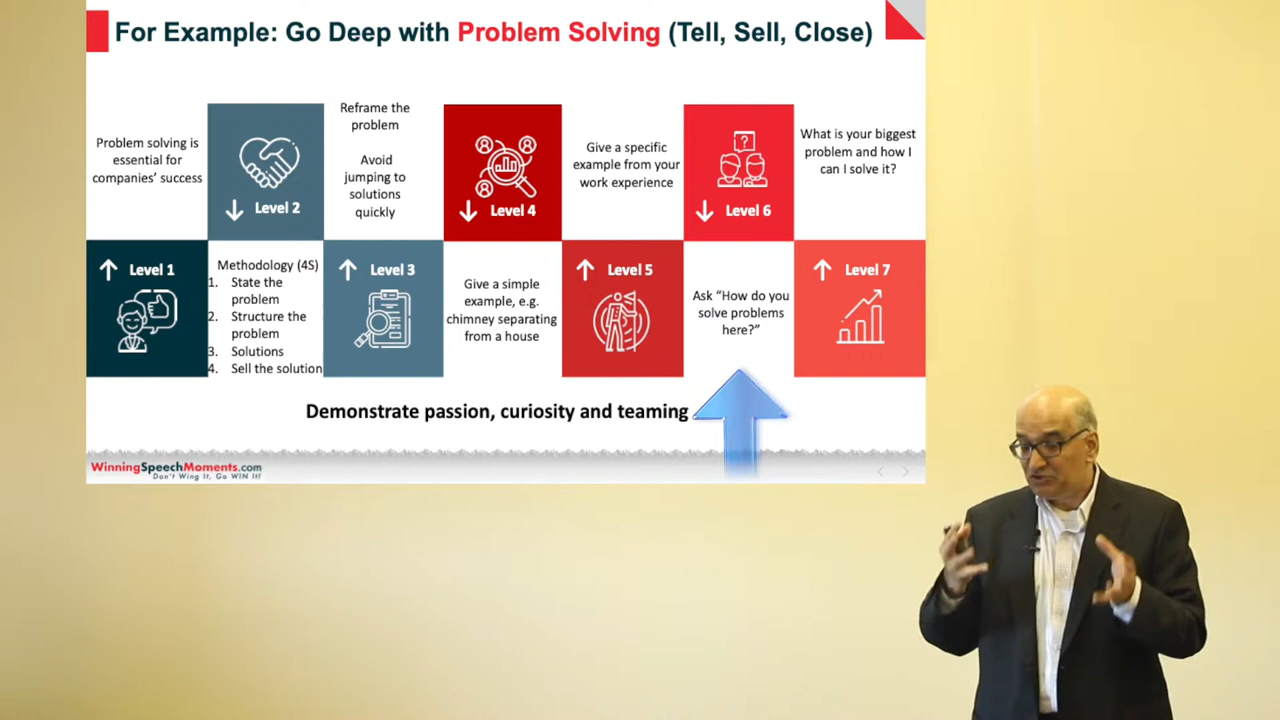 For Example: Go Deep with Problem Solving (Tell, Sell, Close)
Problem solving is
essential for
companies' success
Level 1
Level 2
Methodology (4S)
1. State the
problem
2. Structure the
problem
3. Solutions
4. Sell the solution
Reframe the
problem
Avoid
jumping to
solutions
quickly
Level 3
Level 4
Give a simple
example, e.g.
chimney separating
from a house
Give a specific
example from your
work experience
Level 5
Level 6
Ask “How do you
solve problems
here?”
What is your biggest
problem and how I
can I solve it?
Level 7
Demonstrate passion, curiosity and teaming
WinningSpeechMoments.com
Don't Wing It, Go WIN It!
?